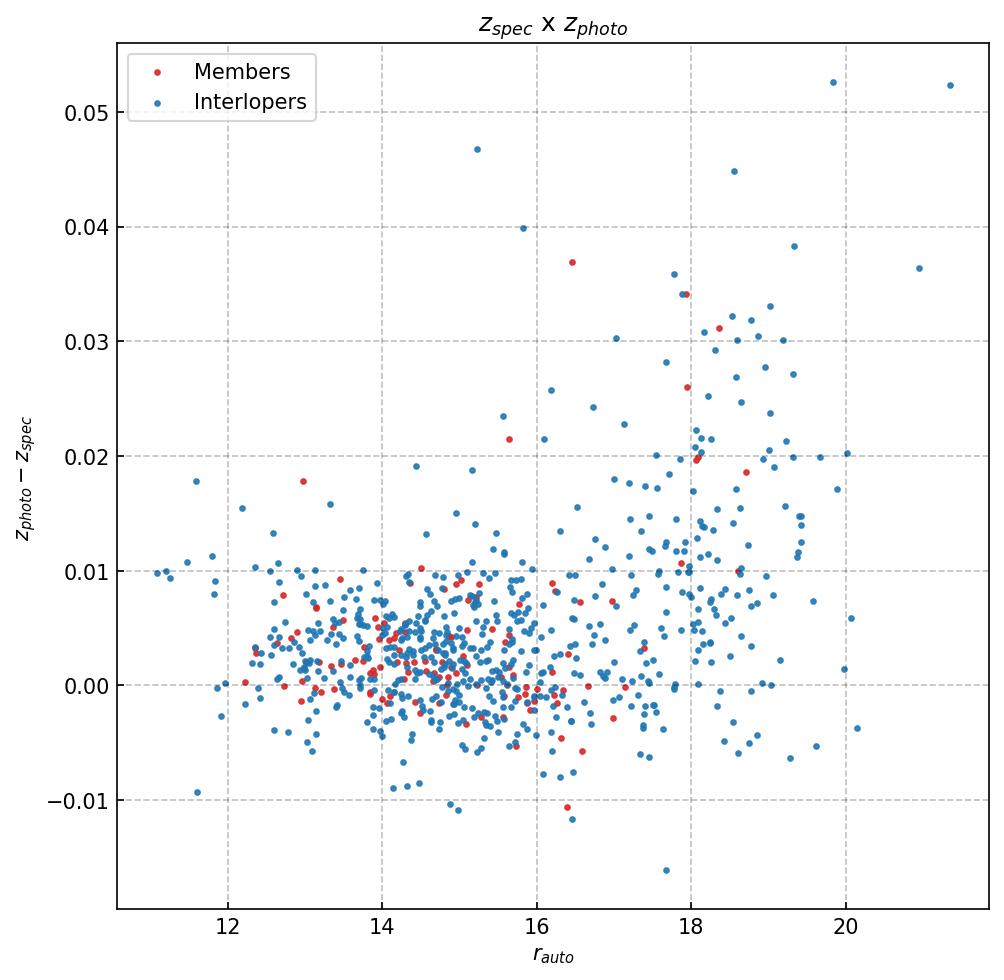 z_spec x z_photo
Members
Interlopers
0.05
0.04
0.03
0.02
0.01
0.00
−0.01
z_photo − z_spec
12 14 16 18 20
r_auto